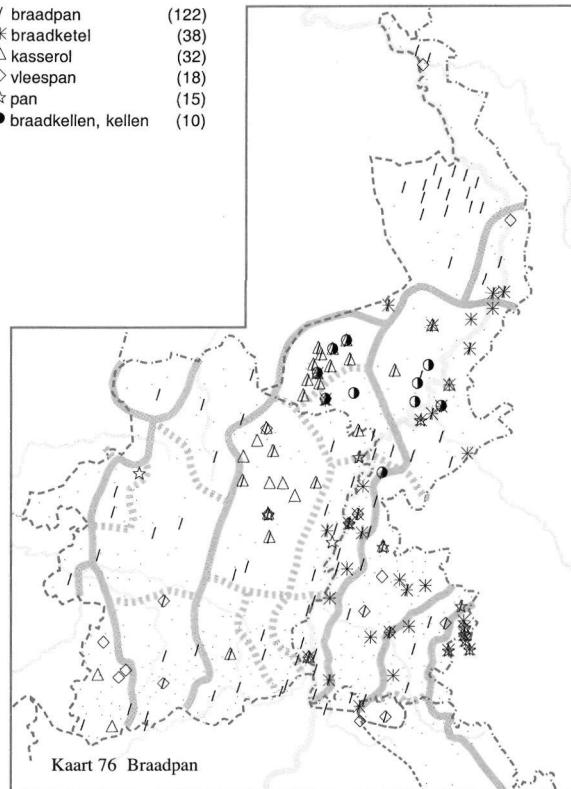 braadpan (122)
braadketel (38)
kasserol (32)
vleespan (18)
pan (15)
braadkellen, kellen (10)
Kaart 76 Braadpan